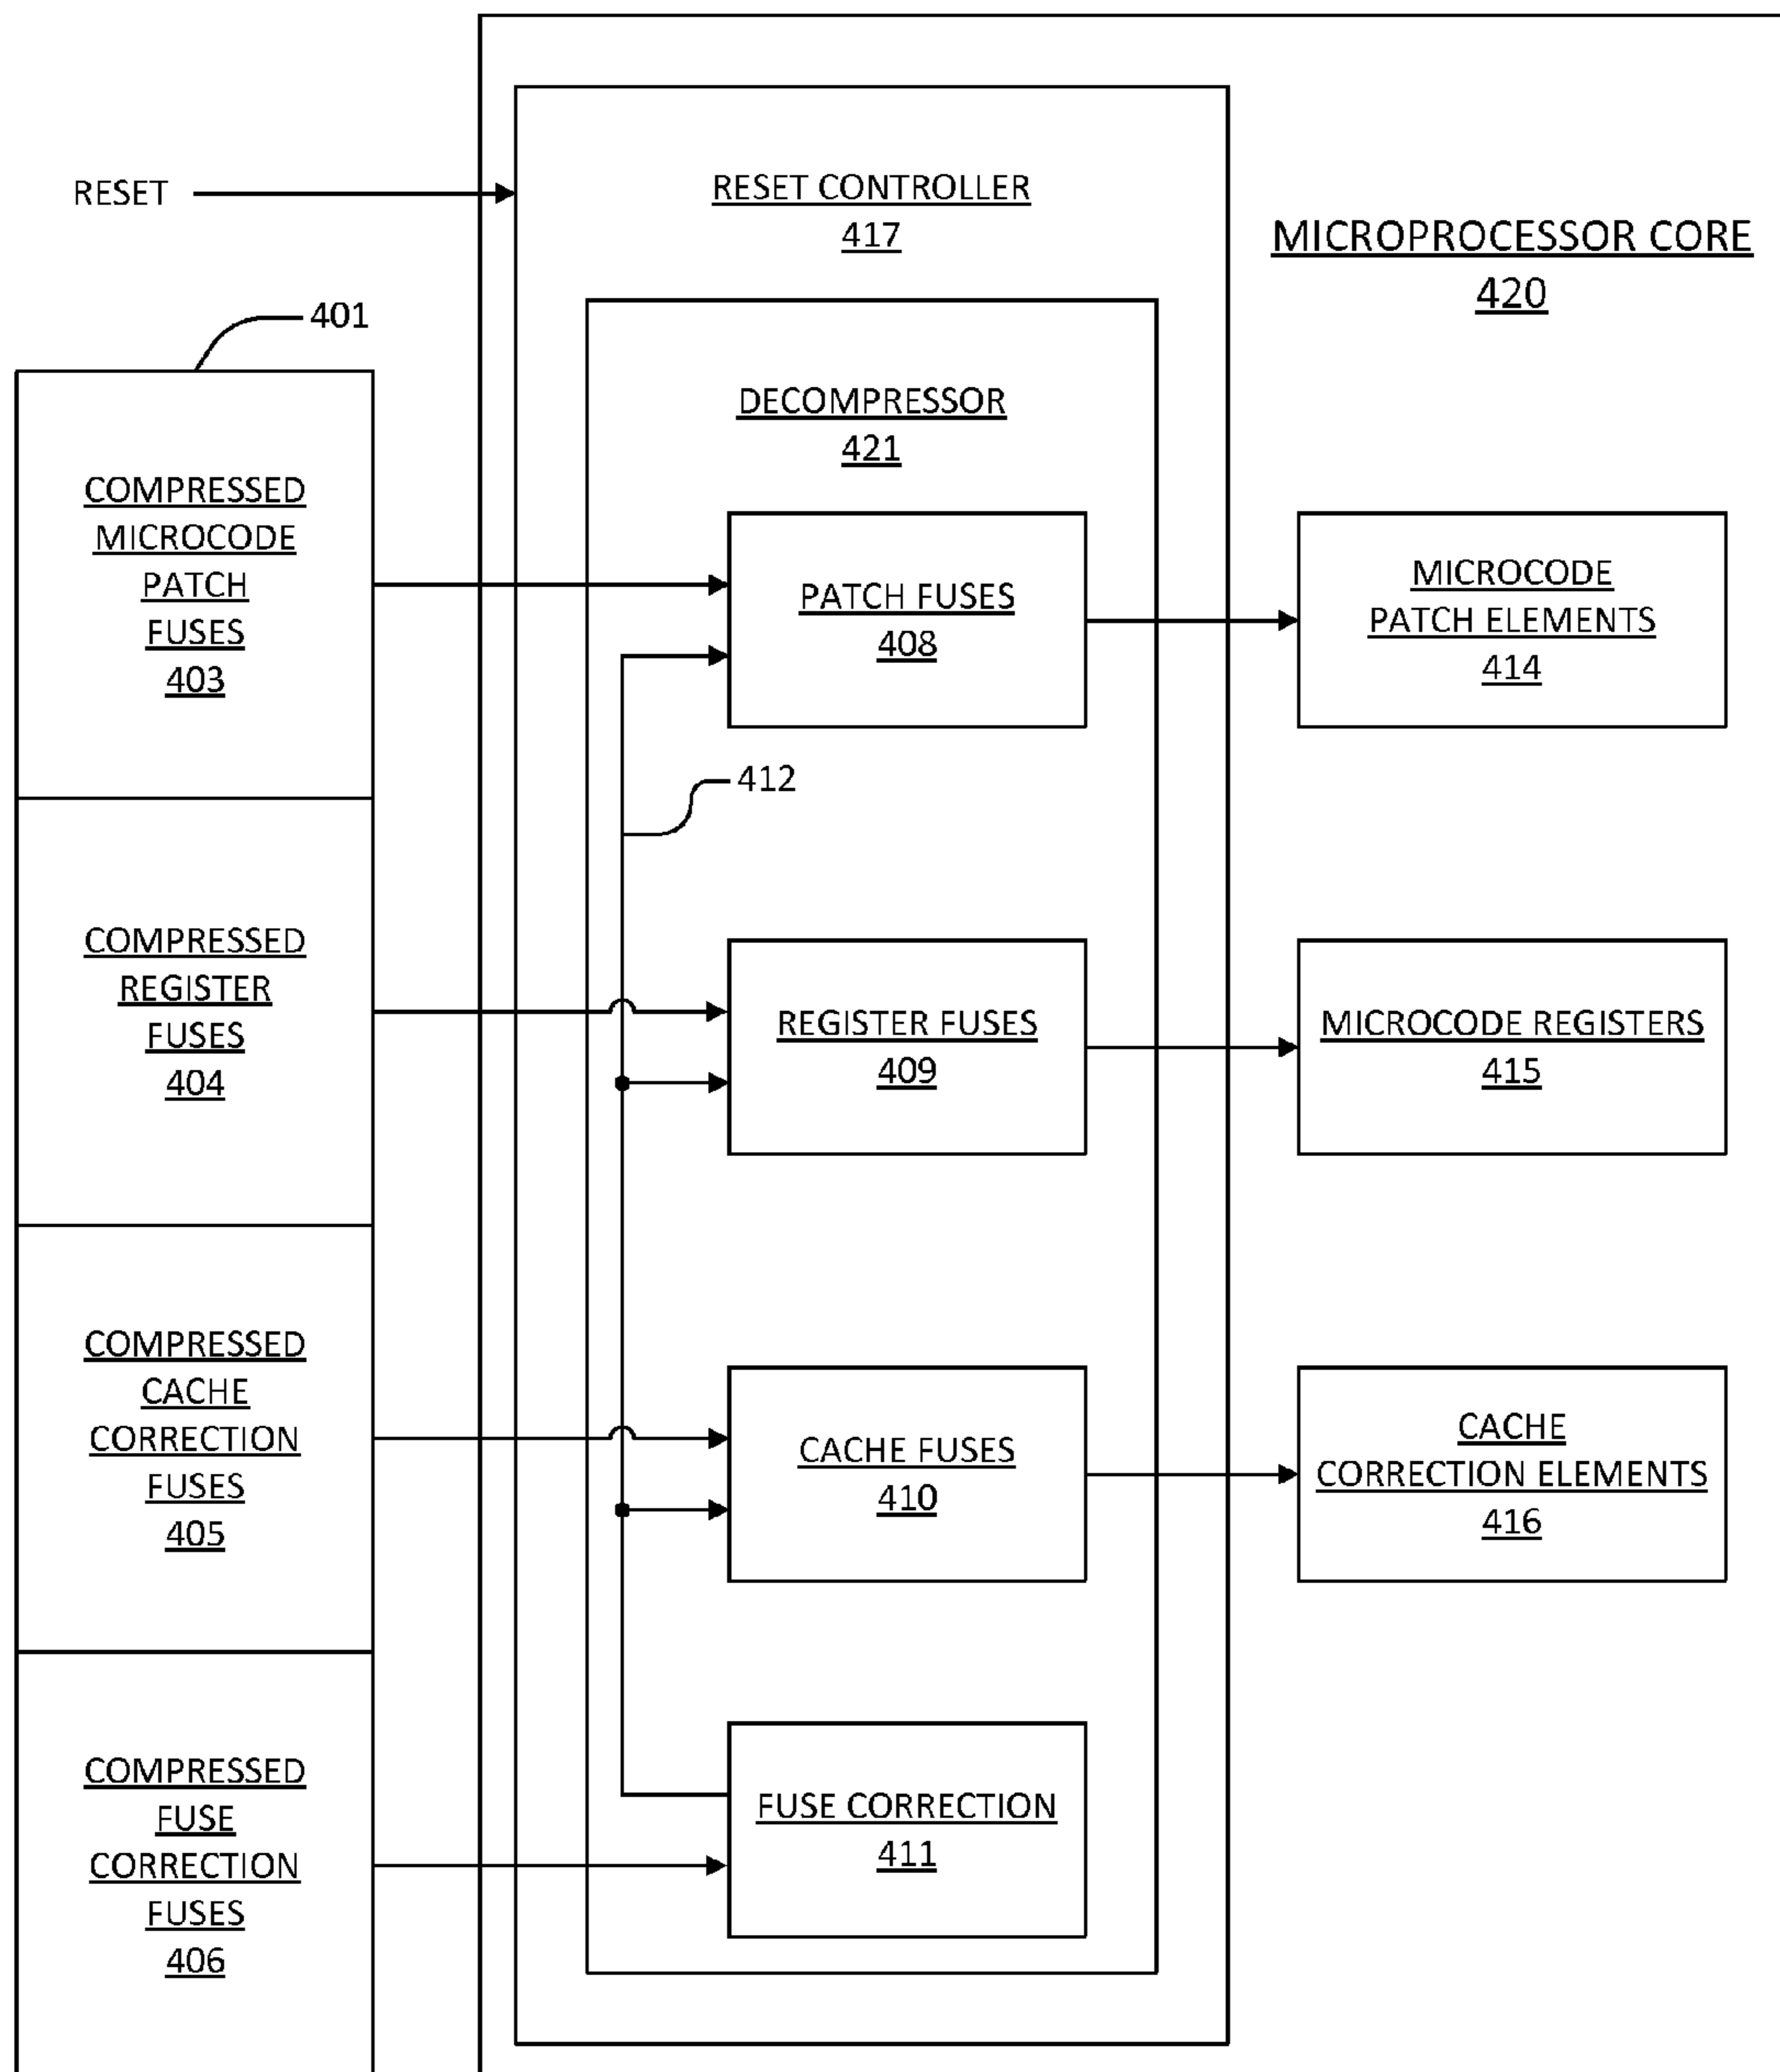 RESET
RESET CONTROLLER
417
MICROPROCESSOR CORE
420
401
DECOMPRESSOR
421
COMPRESSED
MICROCODE
PATCH
FUSES
403
PATCH FUSES
408
MICROCODE
PATCH ELEMENTS
414
412
COMPRESSED
REGISTER
FUSES
404
REGISTER FUSES
409
MICROCODE REGISTERS
415
COMPRESSED
CACHE
CORRECTION
FUSES
405
CACHE FUSES
410
CACHE
CORRECTION ELEMENTS
416
COMPRESSED
FUSE
CORRECTION
FUSES
406
FUSE CORRECTION
411